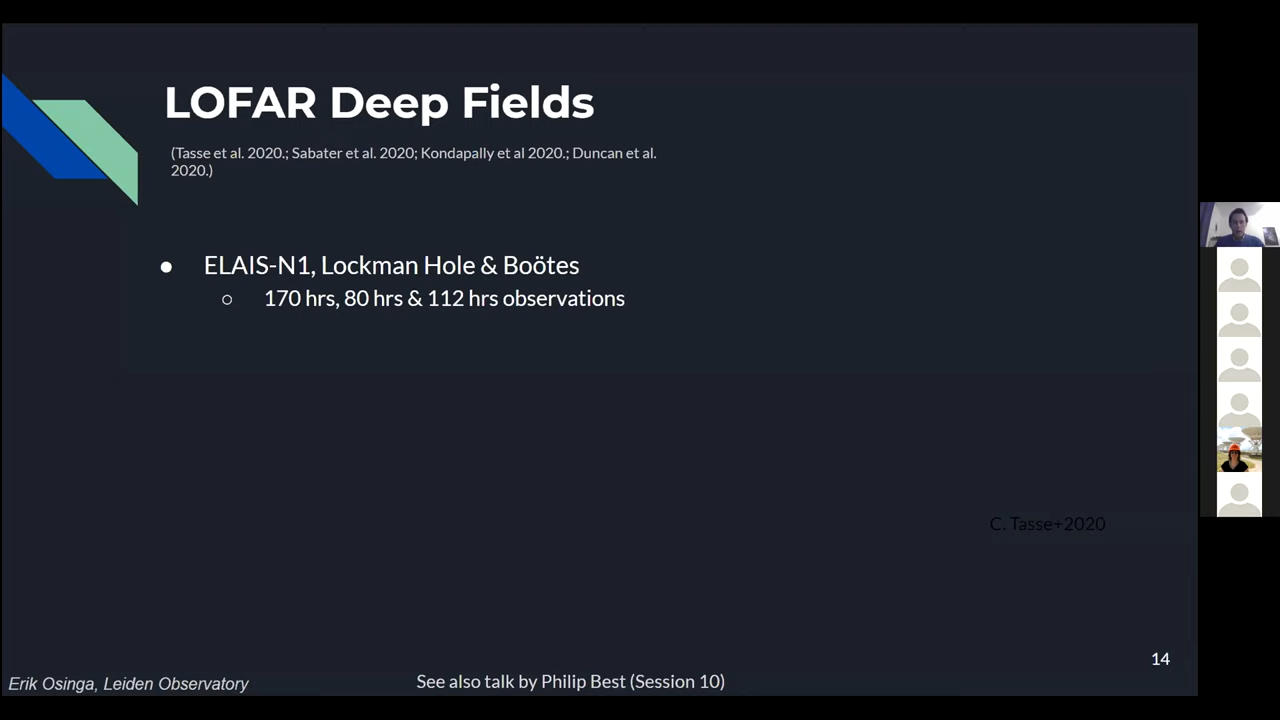 LOFAR Deep Fields
(Tasse et al. 2020.; Sabater et al. 2020; Kondapally et al 2020.; Duncan et al.
2020.)
● ELAIS-N1, Lockman Hole & Boötes
○ 170 hrs, 80 hrs & 112 hrs observations
C. Tasse+2020
14
Erik Osinga, Leiden Observatory
See also talk by Philip Best (Session 10)